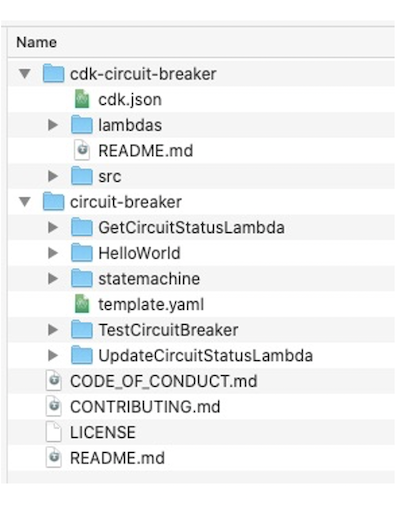 Name
cdk-circuit-breaker
cdk.json
lambdas
README.md
src
circuit-breaker
GetCircuitStatusLambda
HelloWorld
statemachine
template.yaml
TestCircuitBreaker
UpdateCircuitStatusLambda
CODE_OF_CONDUCT.md
CONTRIBUTING.md
LICENSE
README.md